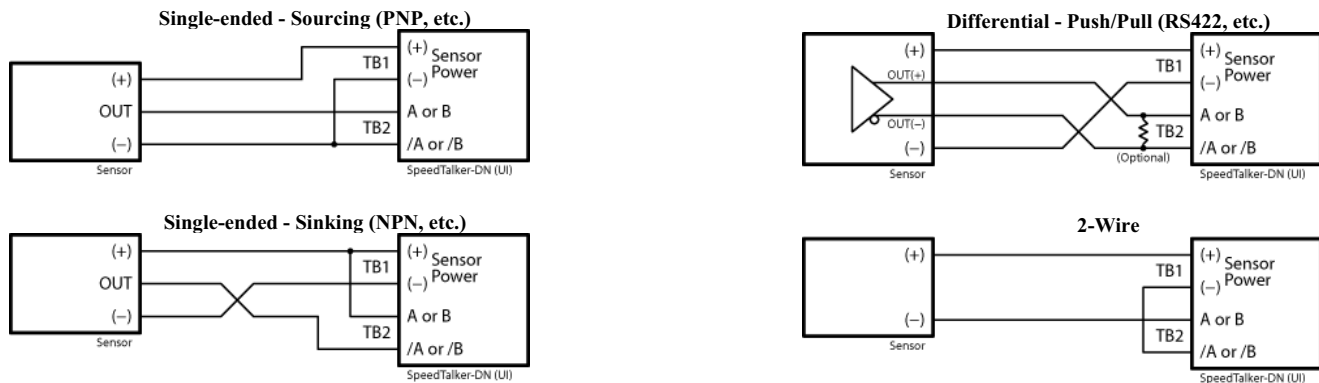 Single-ended - Sourcing (PNP, etc.)
(+)
OUT
(−)
Sensor
TB1
TB2
(+) Sensor
Power
(−)
A or B
/A or /B
SpeedTalker-DN (UI)
Differential - Push/Pull (RS422, etc.)
(+)
OUT(+)
OUT(−)
(−)
Sensor
TB1
TB2
(Optional)
(+) Sensor
Power
(−)
A or B
/A or /B
SpeedTalker-DN (UI)
Single-ended - Sinking (NPN, etc.)
(+)
OUT
(−)
Sensor
TB1
TB2
(+) Sensor
Power
(−)
A or B
/A or /B
SpeedTalker-DN (UI)
2-Wire
(+)
(−)
Sensor
TB1
TB2
(+) Sensor
Power
(−)
A or B
/A or /B
SpeedTalker-DN (UI)